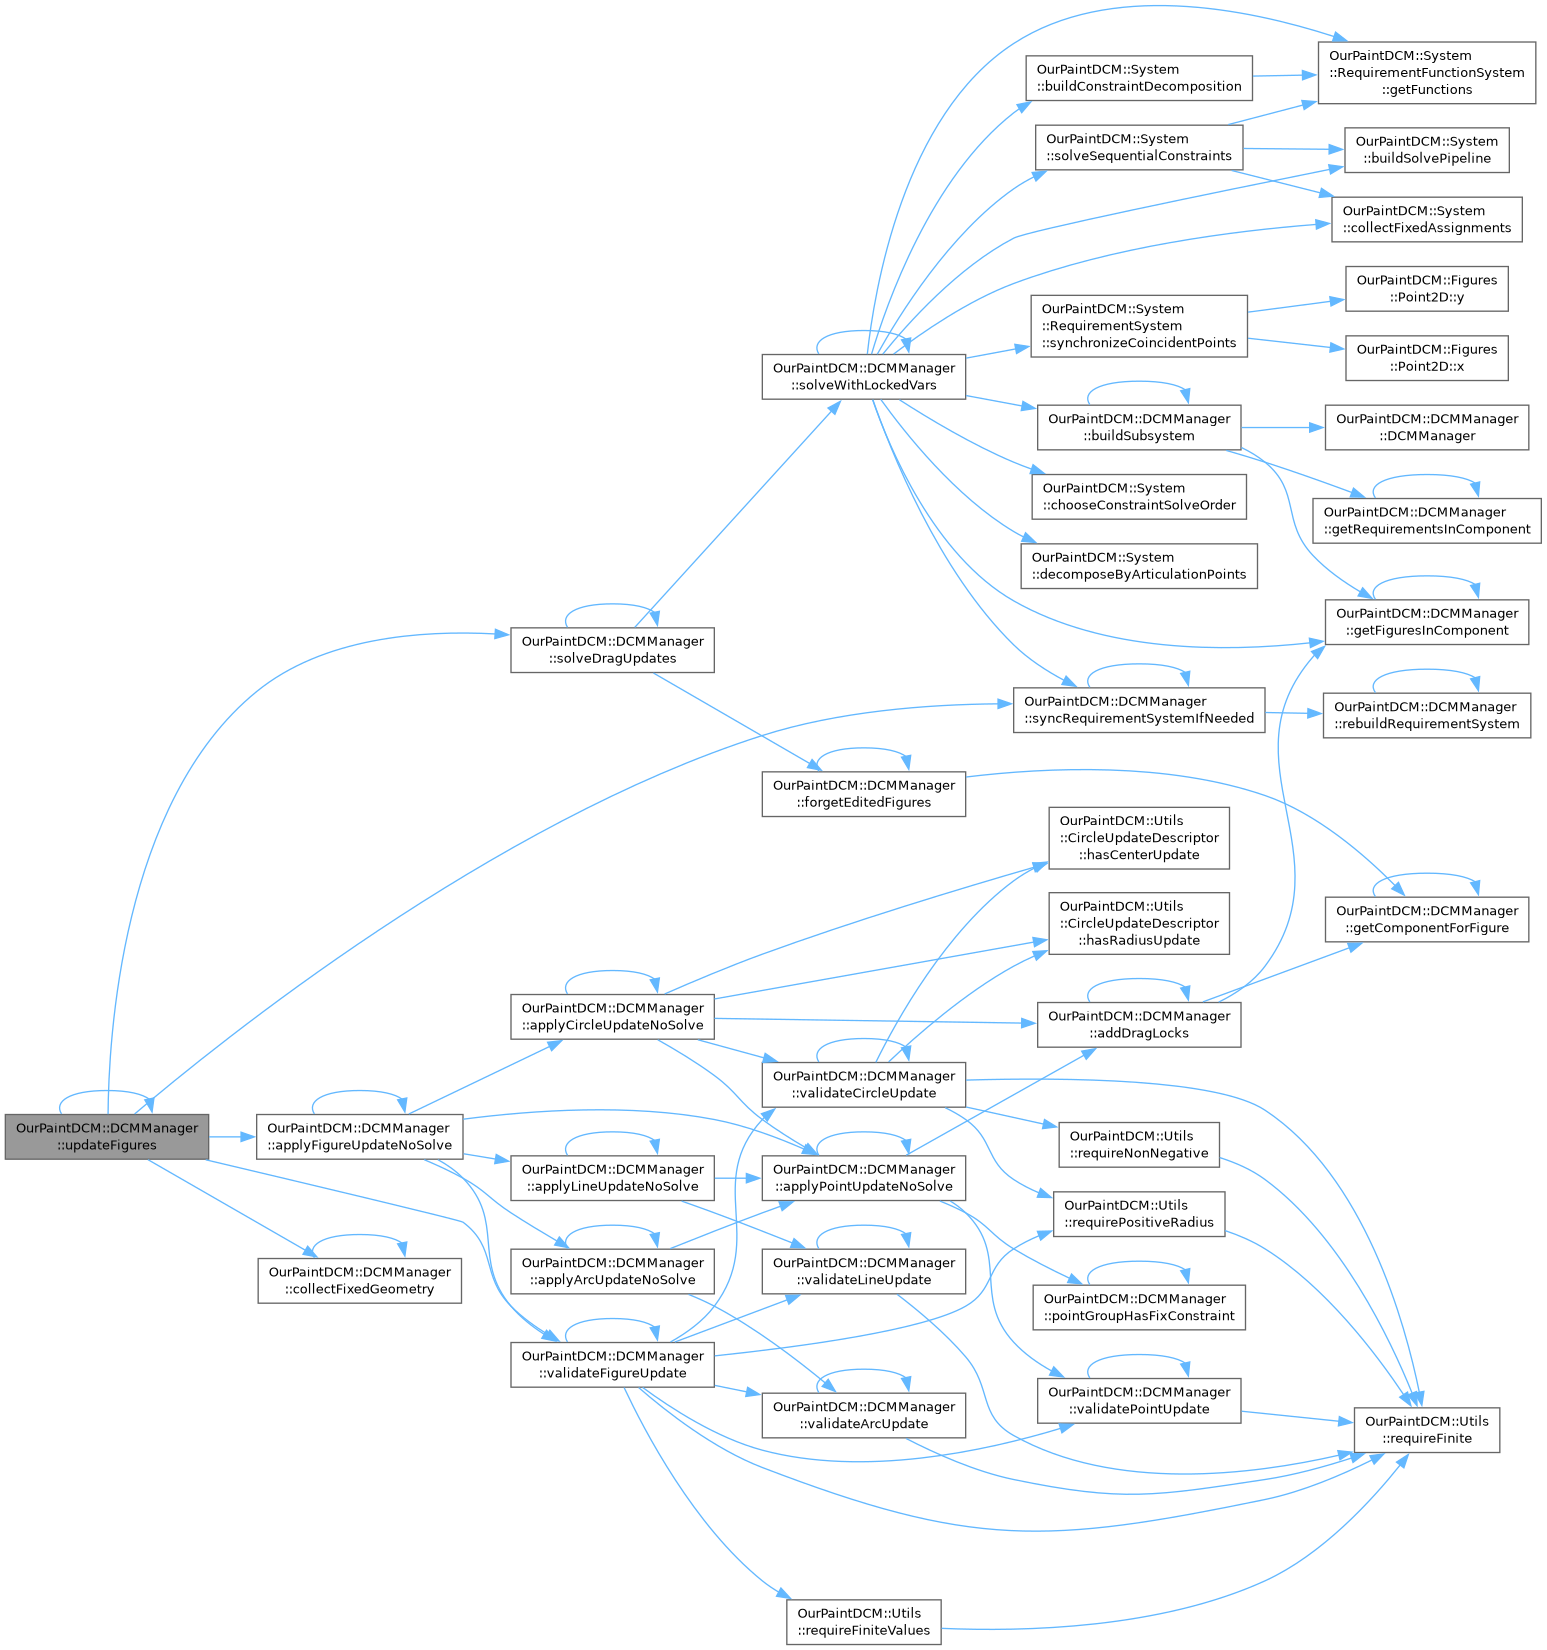 OurPaintDCM::System
::RequirementFunctionSystem
::getFunctions
OurPaintDCM::System
::buildConstraintDecomposition
OurPaintDCM::System
::solveSequentialConstraints
OurPaintDCM::System
::buildSolvePipeline
OurPaintDCM::System
::collectFixedAssignments
OurPaintDCM::Figures
::Point2D::y
OurPaintDCM::System
::RequirementSystem
::synchronizeCoincidentPoints
OurPaintDCM::Figures
::Point2D::x
OurPaintDCM::DCMManager
::solveWithLockedVars
OurPaintDCM::DCMManager
::buildSubsystem
OurPaintDCM::DCMManager
::DCMManager
OurPaintDCM::System
::chooseConstraintSolveOrder
OurPaintDCM::DCMManager
::getRequirementsInComponent
OurPaintDCM::System
::decomposeByArticulationPoints
OurPaintDCM::DCMManager
::getFiguresInComponent
OurPaintDCM::DCMManager
::solveDragUpdates
OurPaintDCM::DCMManager
::syncRequirementSystemIfNeeded
OurPaintDCM::DCMManager
::rebuildRequirementSystem
OurPaintDCM::DCMManager
::forgetEditedFigures
OurPaintDCM::Utils
::CircleUpdateDescriptor
::hasCenterUpdate
OurPaintDCM::Utils
::CircleUpdateDescriptor
::hasRadiusUpdate
OurPaintDCM::DCMManager
::getComponentForFigure
OurPaintDCM::DCMManager
::applyCircleUpdateNoSolve
OurPaintDCM::DCMManager
::addDragLocks
OurPaintDCM::DCMManager
::validateCircleUpdate
OurPaintDCM::DCMManager
::updateFigures
OurPaintDCM::DCMManager
::applyFigureUpdateNoSolve
OurPaintDCM::Utils
::requireNonNegative
OurPaintDCM::DCMManager
::applyLineUpdateNoSolve
OurPaintDCM::DCMManager
::applyPointUpdateNoSolve
OurPaintDCM::Utils
::requirePositiveRadius
OurPaintDCM::DCMManager
::collectFixedGeometry
OurPaintDCM::DCMManager
::applyArcUpdateNoSolve
OurPaintDCM::DCMManager
::validateLineUpdate
OurPaintDCM::DCMManager
::pointGroupHasFixConstraint
OurPaintDCM::DCMManager
::validateFigureUpdate
OurPaintDCM::DCMManager
::validateArcUpdate
OurPaintDCM::DCMManager
::validatePointUpdate
OurPaintDCM::Utils
::requireFinite
OurPaintDCM::Utils
::requireFiniteValues